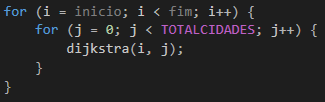 for (i = inicio; i < fim; i++) {
    for (j = 0; j < TOTALCIDADES; j++) {
        dijkstra(i, j);
    }
}